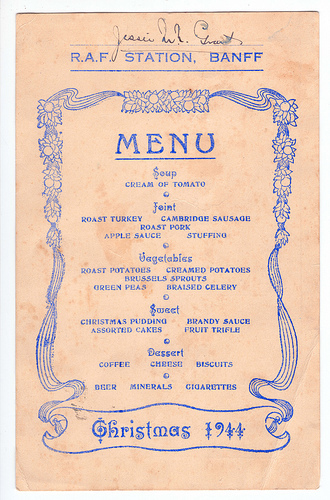 Jessie M. Grant
R.A.F. STATION, BANFF
MENU
Soup
CREAM OF TOMATO
Joint
ROAST TURKEY CAMBRIDGE SAUSAGE
ROAST PORK
APPLE SAUCE STUFFING
Vegetables
ROAST POTATOES CREAMED POTATOES
BRUSSELS SPROUTS
GREEN PEAS BRAISED CELERY
Sweet
CHRISTMAS PUDDING BRANDY SAUCE
ASSORTED CAKES FRUIT TRIFLE
Dessert
COFFEE CHEESE BISCUITS
BEER MINERALS CIGARETTES
Christmas 1944